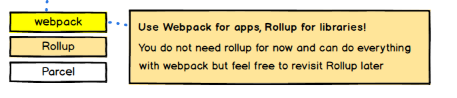 webpack
Rollup
Parcel
Use Webpack for apps, Rollup for libraries!
You do not need rollup for now and can do everything
with webpack but feel free to revisit Rollup later